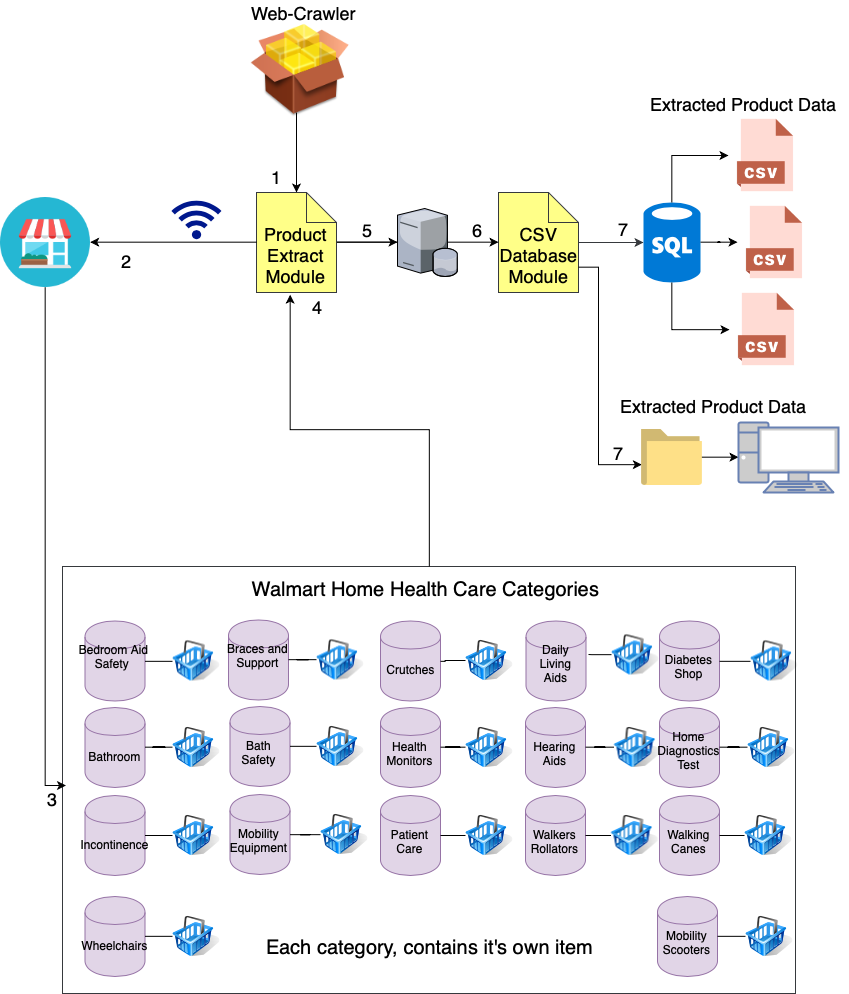 Web-Crawler
Extracted Product Data
CSV
1
Product
Extract
Module
2
5
6
CSV
Database
Module
7
SQL
CSV
CSV
4
Extracted Product Data
7
3
Walmart Home Health Care Categories
Bedroom Aid
Safety
Braces and
Support
Crutches
Daily
Living
Aids
Diabetes
Shop
Bathroom
Bath
Safety
Health
Monitors
Hearing
Aids
Home
Diagnostics
Test
Incontinence
Mobility
Equipment
Patient
Care
Walkers
Rollators
Walking
Canes
Wheelchairs
Each category, contains it's own item
Mobility
Scooters